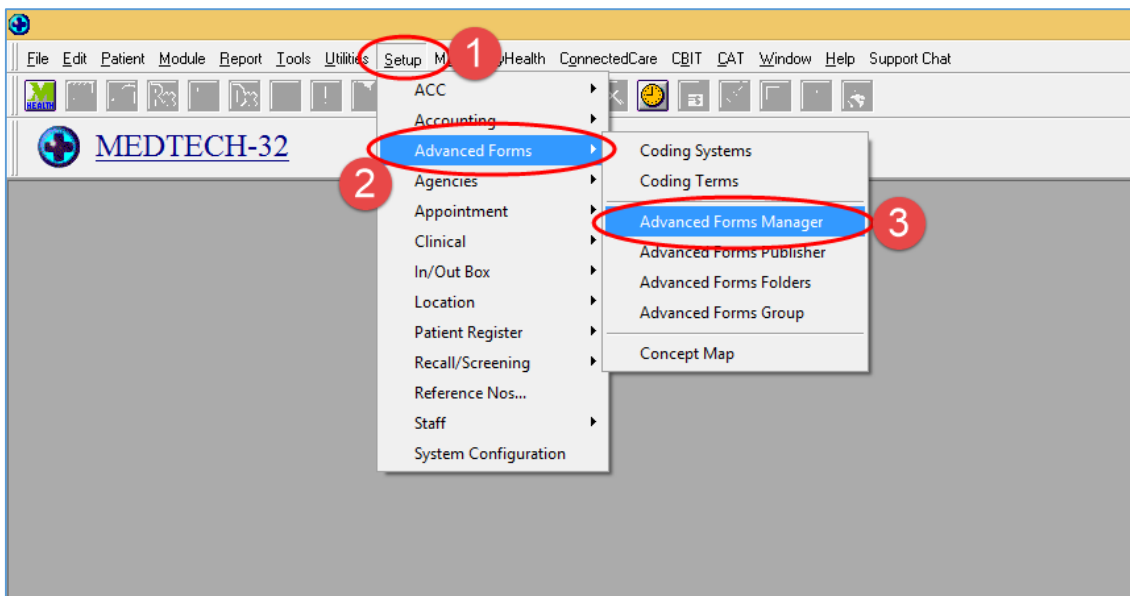 File Edit Patient Module Report Tools Utilities Setup 1 Health ConnectedCare CBIT CAT Window Help Support Chat
HEALTH
MEDTECH-32
ACC
Accounting
2 Advanced Forms
Agencies
Appointment
Clinical
In/Out Box
Location
Patient Register
Recall/Screening
Reference Nos...
Staff
System Configuration
Coding Systems
Coding Terms
Advanced Forms Manager 3
Advanced Forms Publisher
Advanced Forms Folders
Advanced Forms Group
Concept Map